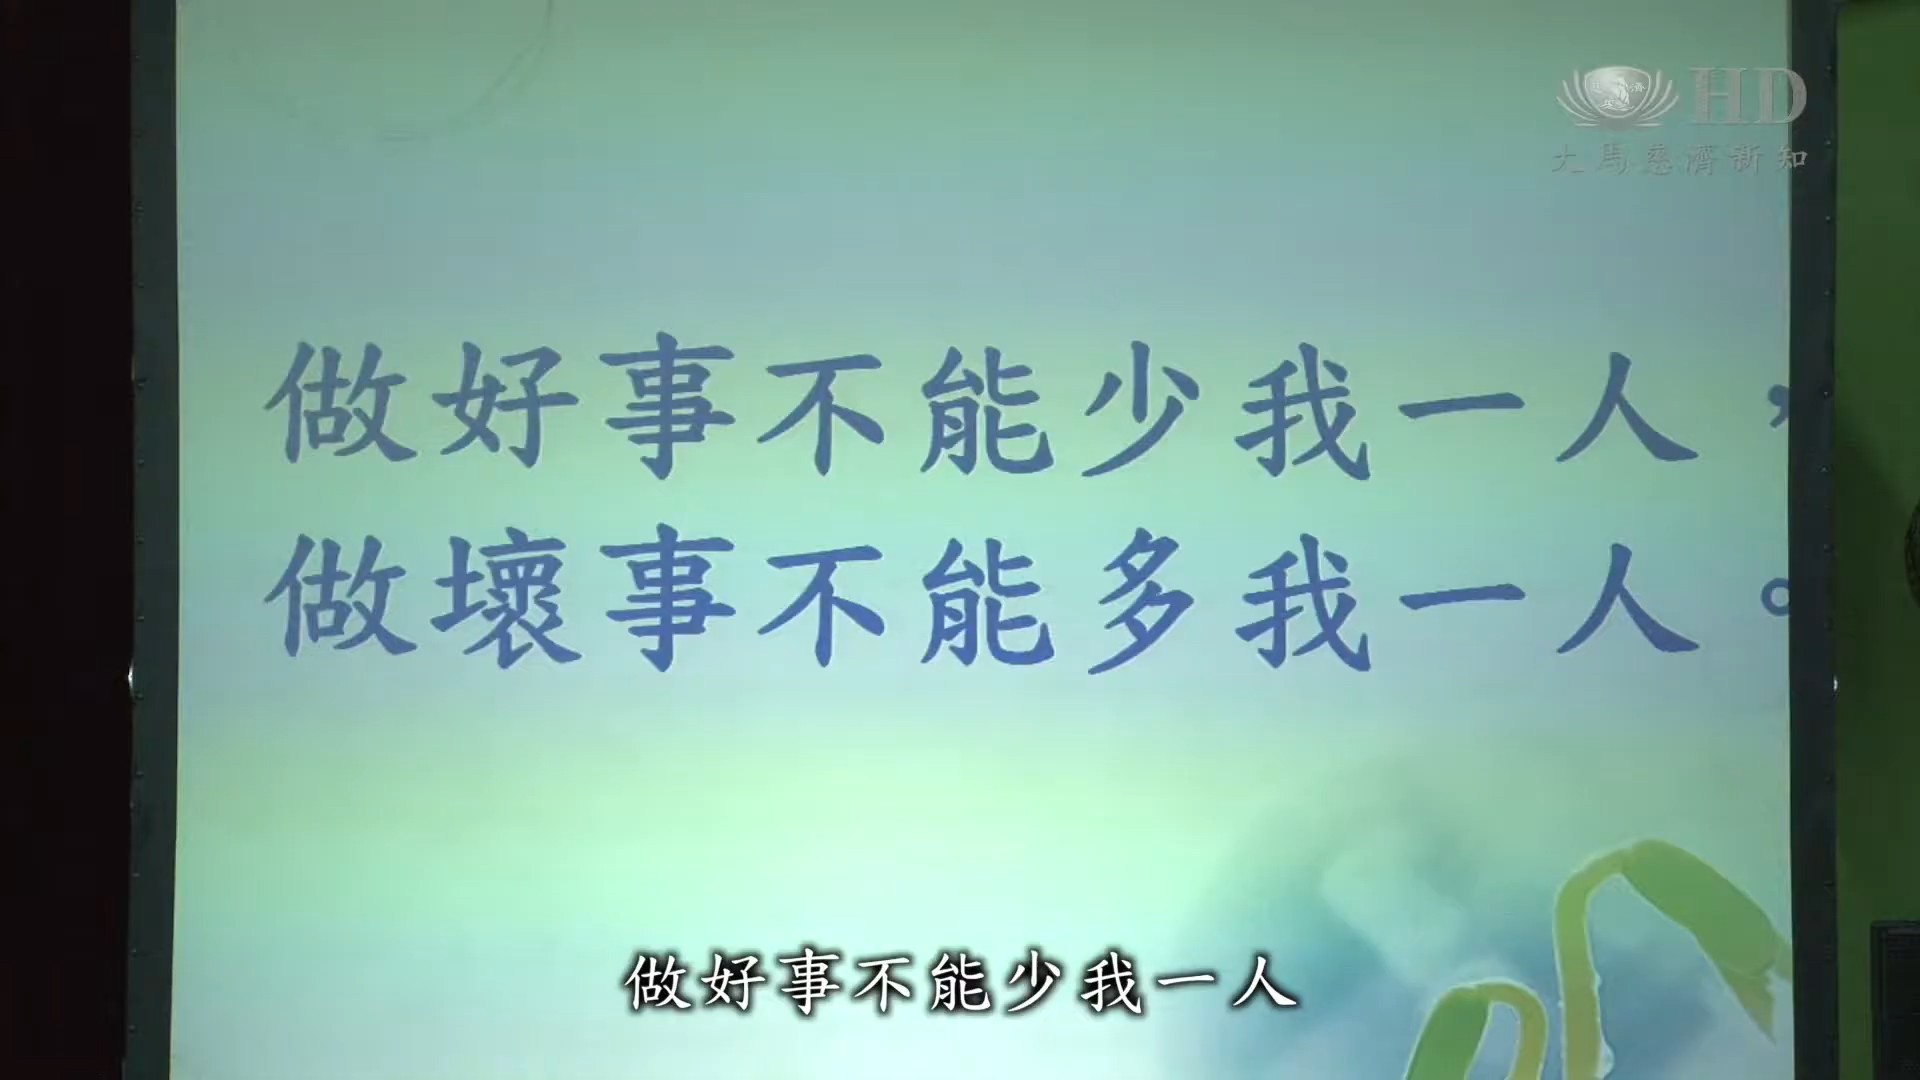 HD
大馬慈濟新知
做好事不能少我一人，
做壞事不能多我一人。
做好事不能少我一人